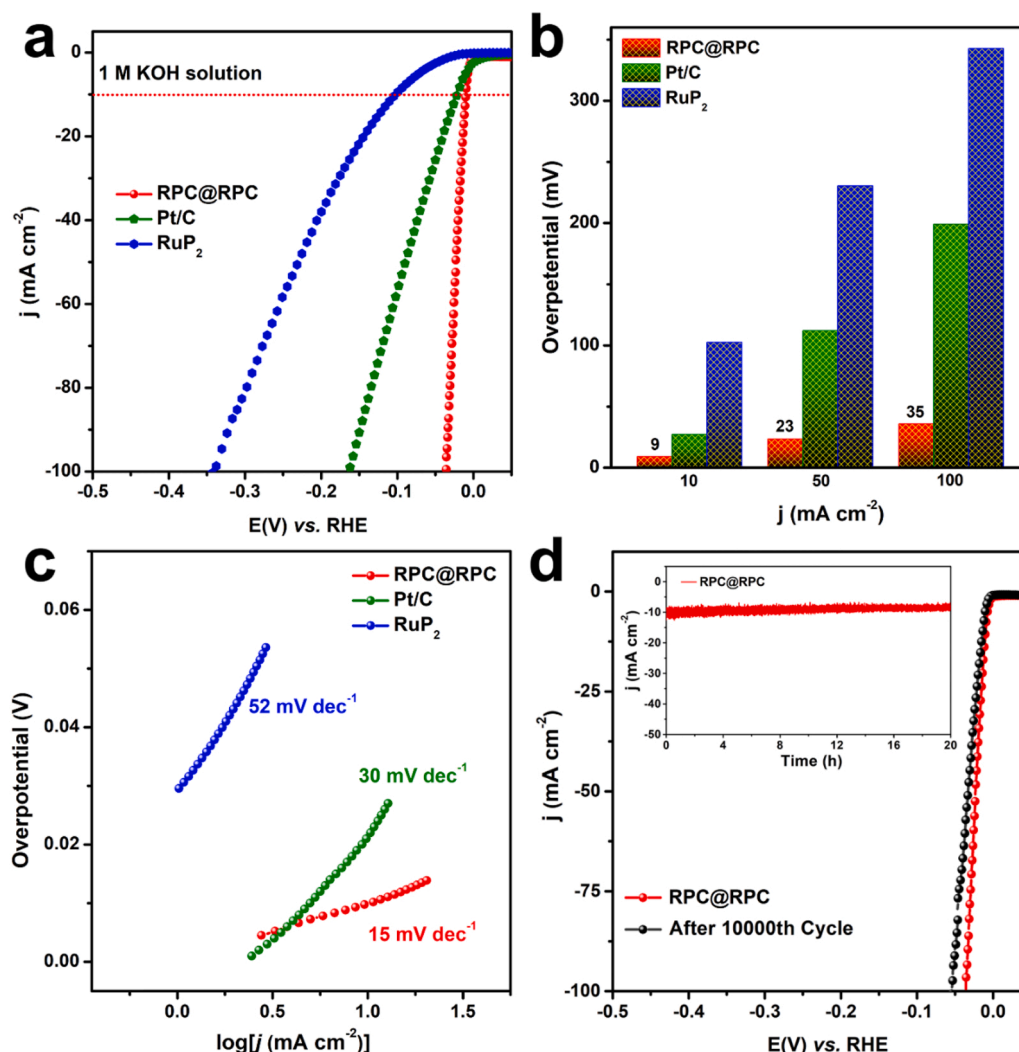 a
1 M KOH solution
RPC@RPC
Pt/C
RuP₂
j (mA cm⁻²)
0
-20
-40
-60
-80
-100
-0.5 -0.4 -0.3 -0.2 -0.1 0.0
E(V) vs. RHE
b
RPC@RPC
Pt/C
RuP₂
Overpetential (mV)
300
200
100
0
9
23
35
10 50 100
j (mA cm⁻²)
c
RPC@RPC
Pt/C
RuP₂
Overpotential (V)
0.06
0.04
0.02
0.00
52 mV dec⁻¹
30 mV dec⁻¹
15 mV dec⁻¹
0.0 0.5 1.0 1.5
log[j (mA cm⁻²)]
d
RPC@RPC
j (mA cm⁻²)
0
-10
-20
-30
-40
-50
0 4 8 12 16 20
Time (h)
j (mA cm⁻²)
0
-25
-50
-75
-100
RPC@RPC
After 10000th Cycle
-0.3 -0.2 -0.1 0.0
E(V) vs. RHE